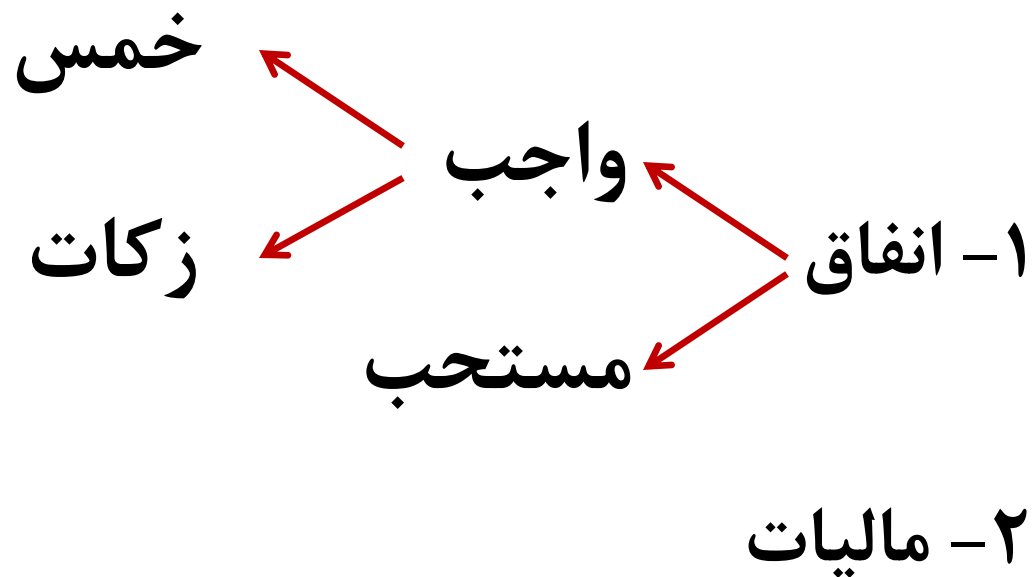 خمس
واجب
زکات
۱- انفاق
مستحب
۲- مالیات